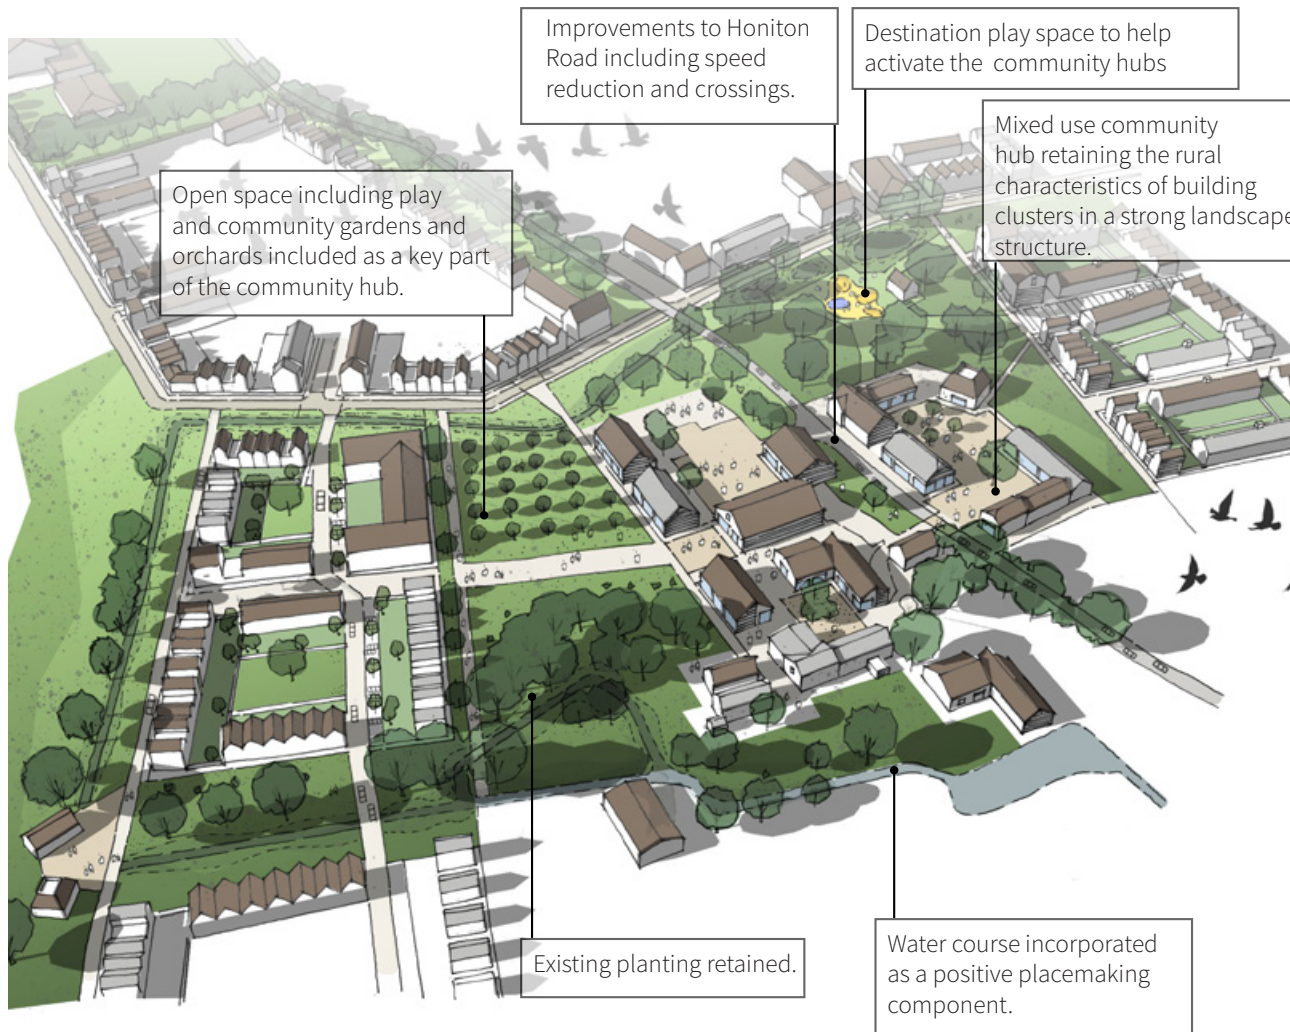 Improvements to Honiton
Road including speed
reduction and crossings.
Destination play space to help
activate the community hubs
Mixed use community
hub retaining the rural
characteristics of building
clusters in a strong landscape
structure.
Open space including play
and community gardens and
orchards included as a key part
of the community hub.
Existing planting retained.
Water course incorporated
as a positive placemaking
component.